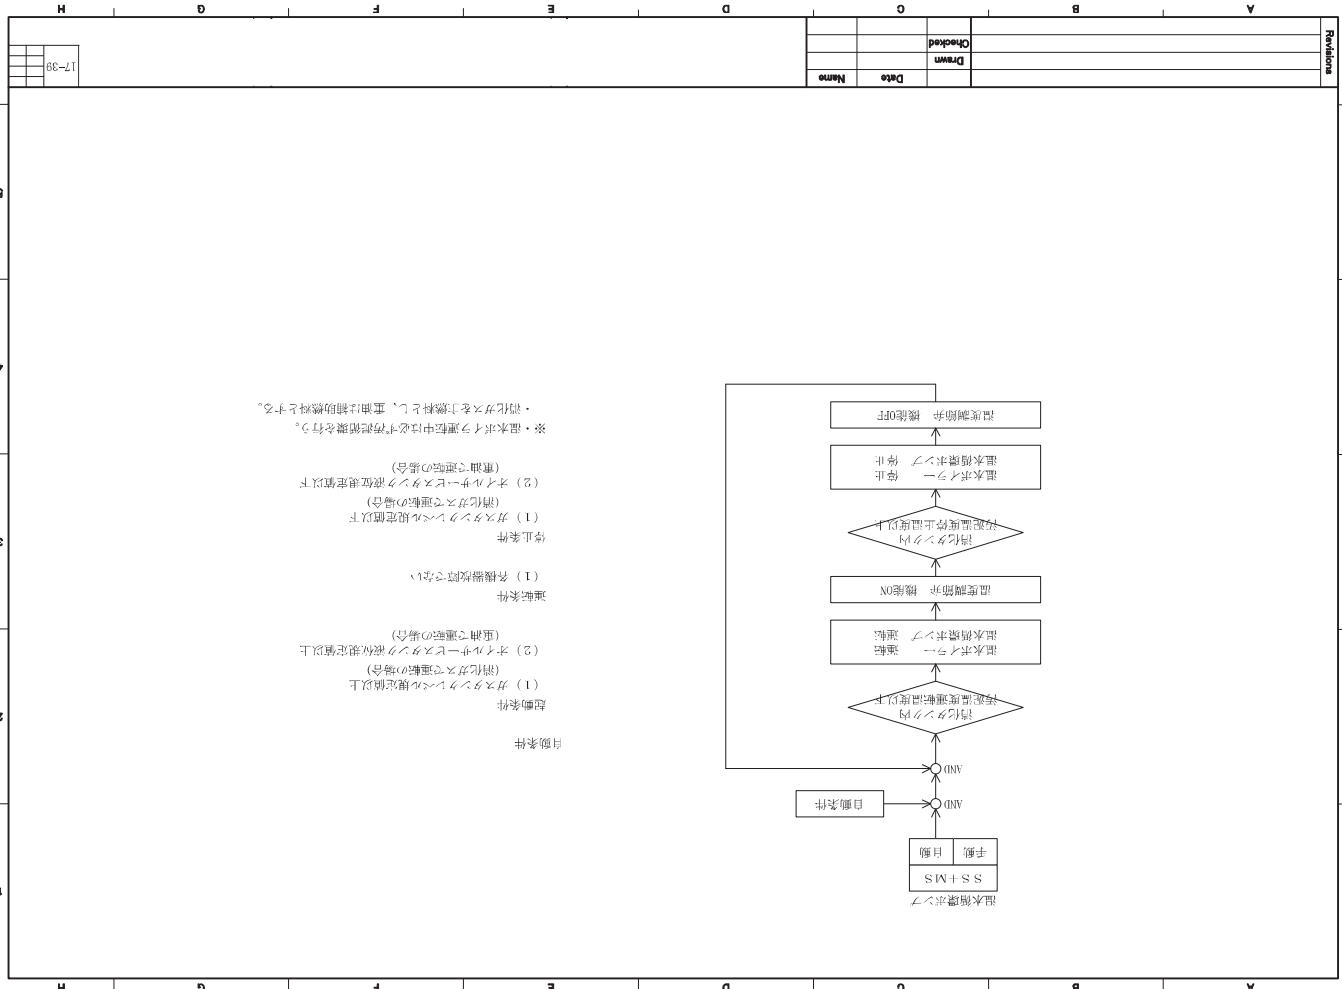 A B C D E F G H
温水循環ポンプ
SS+MS
手動 自動
AND
自動条件
AND
消化タンク内
汚泥温度運転温度以下
温水ボイラー 運転
温水循環ポンプ 運転
温度調節弁 機能ON
消化タンク内
汚泥温度停止温度以上
温水ボイラー 停止
温水循環ポンプ 停止
温度調節弁 機能OFF
自動条件
起動条件
(1) ガスタンクレベル規定値以上
(消化ガスで運転の場合)
(2) オイルサービスタンク液位規定値以上
(重油で運転の場合)
運転条件
(1) 各機器故障でない
停止条件
(1) ガスタンクレベル規定値以下
(消化ガスで運転の場合)
(2) オイルサービスタンク液位規定値以下
(重油で運転の場合)
※・温水ボイラ運転中は必ず汚泥循環を行う。
・消化ガスを主燃料とし、重油は補助燃料とする。
1
2
3
4
5
Revisions
Date Name
Drawn
Checked
17-39
A B C D E F G H